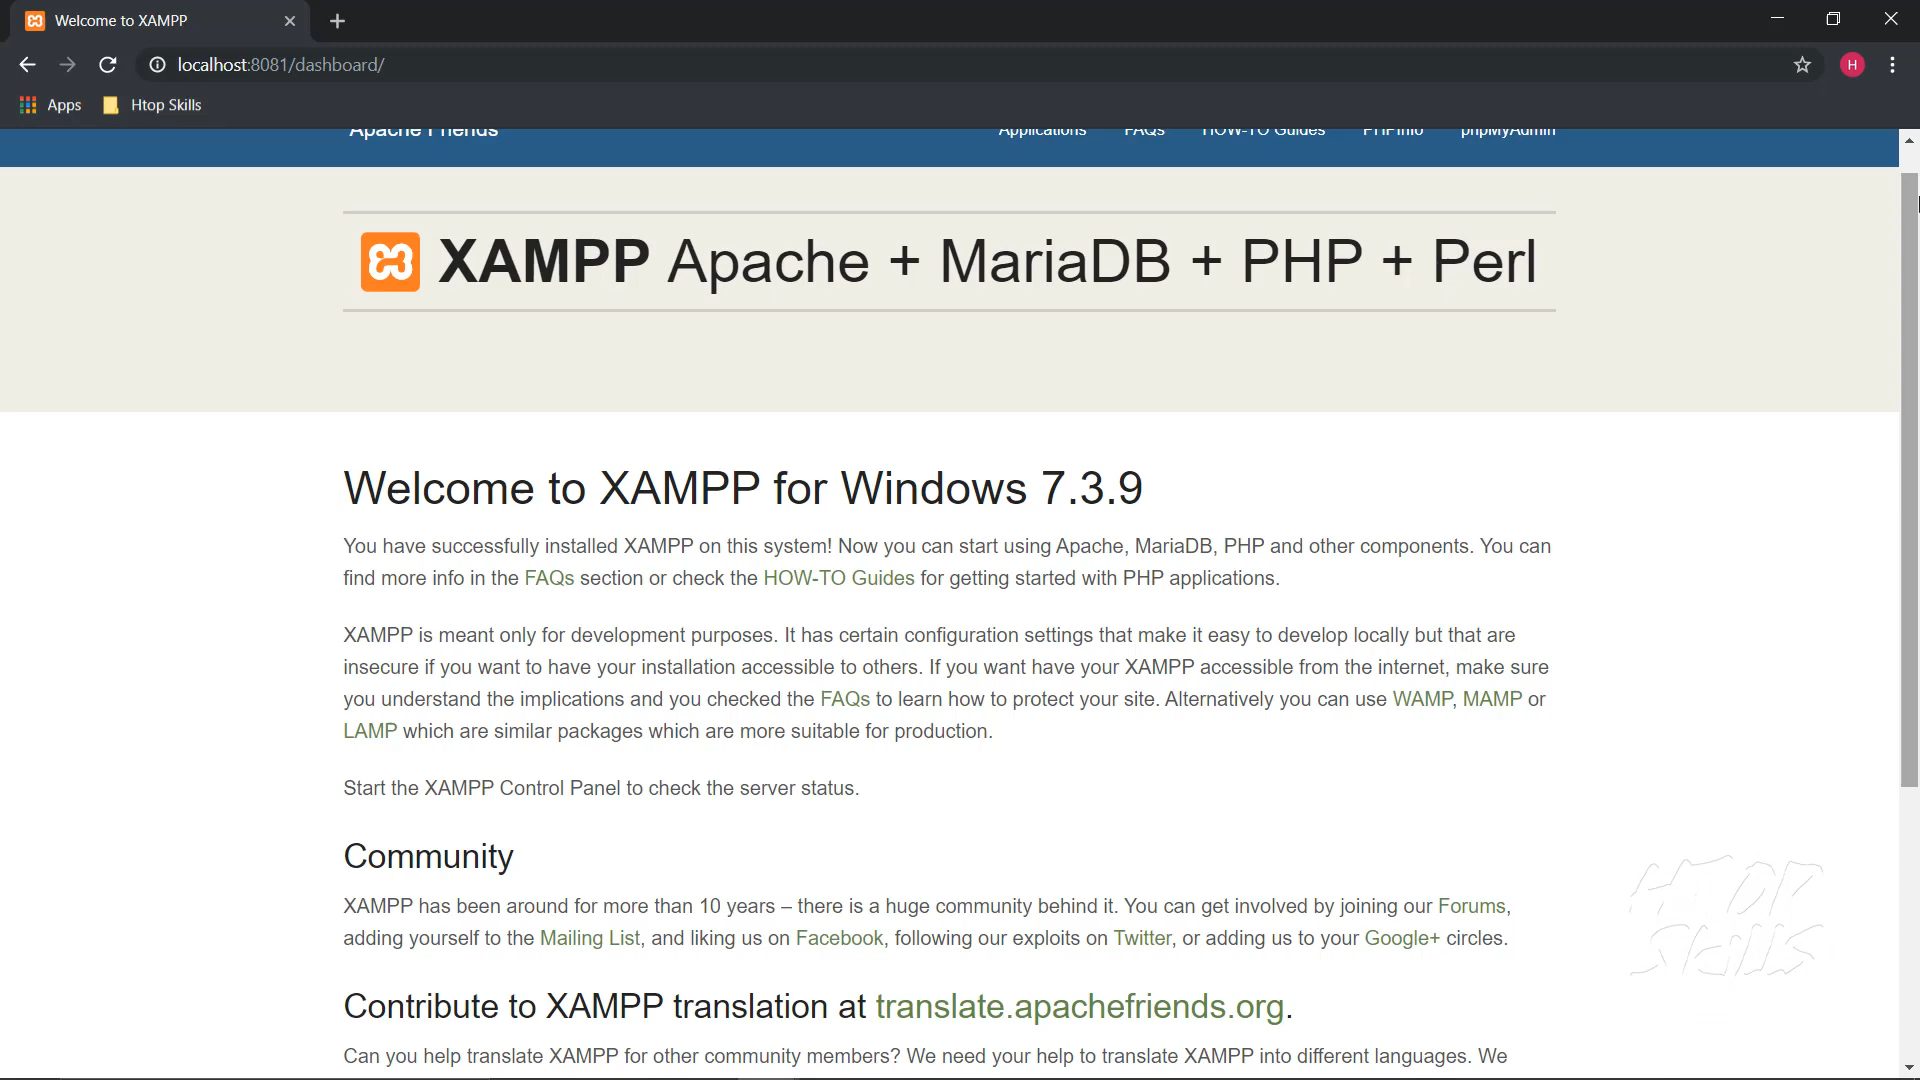 Welcome to XAMPP
localhost:8081/dashboard/
H
Apps
Htop Skills
Apache Friends
Applications FAQs HOW-TO Guides PHPInfo phpMyAdmin
XAMPP Apache + MariaDB + PHP + Perl
Welcome to XAMPP for Windows 7.3.9
You have successfully installed XAMPP on this system! Now you can start using Apache, MariaDB, PHP and other components. You can
find more info in the FAQs section or check the HOW-TO Guides for getting started with PHP applications.
XAMPP is meant only for development purposes. It has certain configuration settings that make it easy to develop locally but that are
insecure if you want to have your installation accessible to others. If you want have your XAMPP accessible from the internet, make sure
you understand the implications and you checked the FAQs to learn how to protect your site. Alternatively you can use WAMP, MAMP or
LAMP which are similar packages which are more suitable for production.
Start the XAMPP Control Panel to check the server status.
Community
XAMPP has been around for more than 10 years – there is a huge community behind it. You can get involved by joining our Forums,
adding yourself to the Mailing List, and liking us on Facebook, following our exploits on Twitter, or adding us to your Google+ circles.
HTOP
Skills
Contribute to XAMPP translation at translate.apachefriends.org.
Can you help translate XAMPP for other community members? We need your help to translate XAMPP into different languages. We